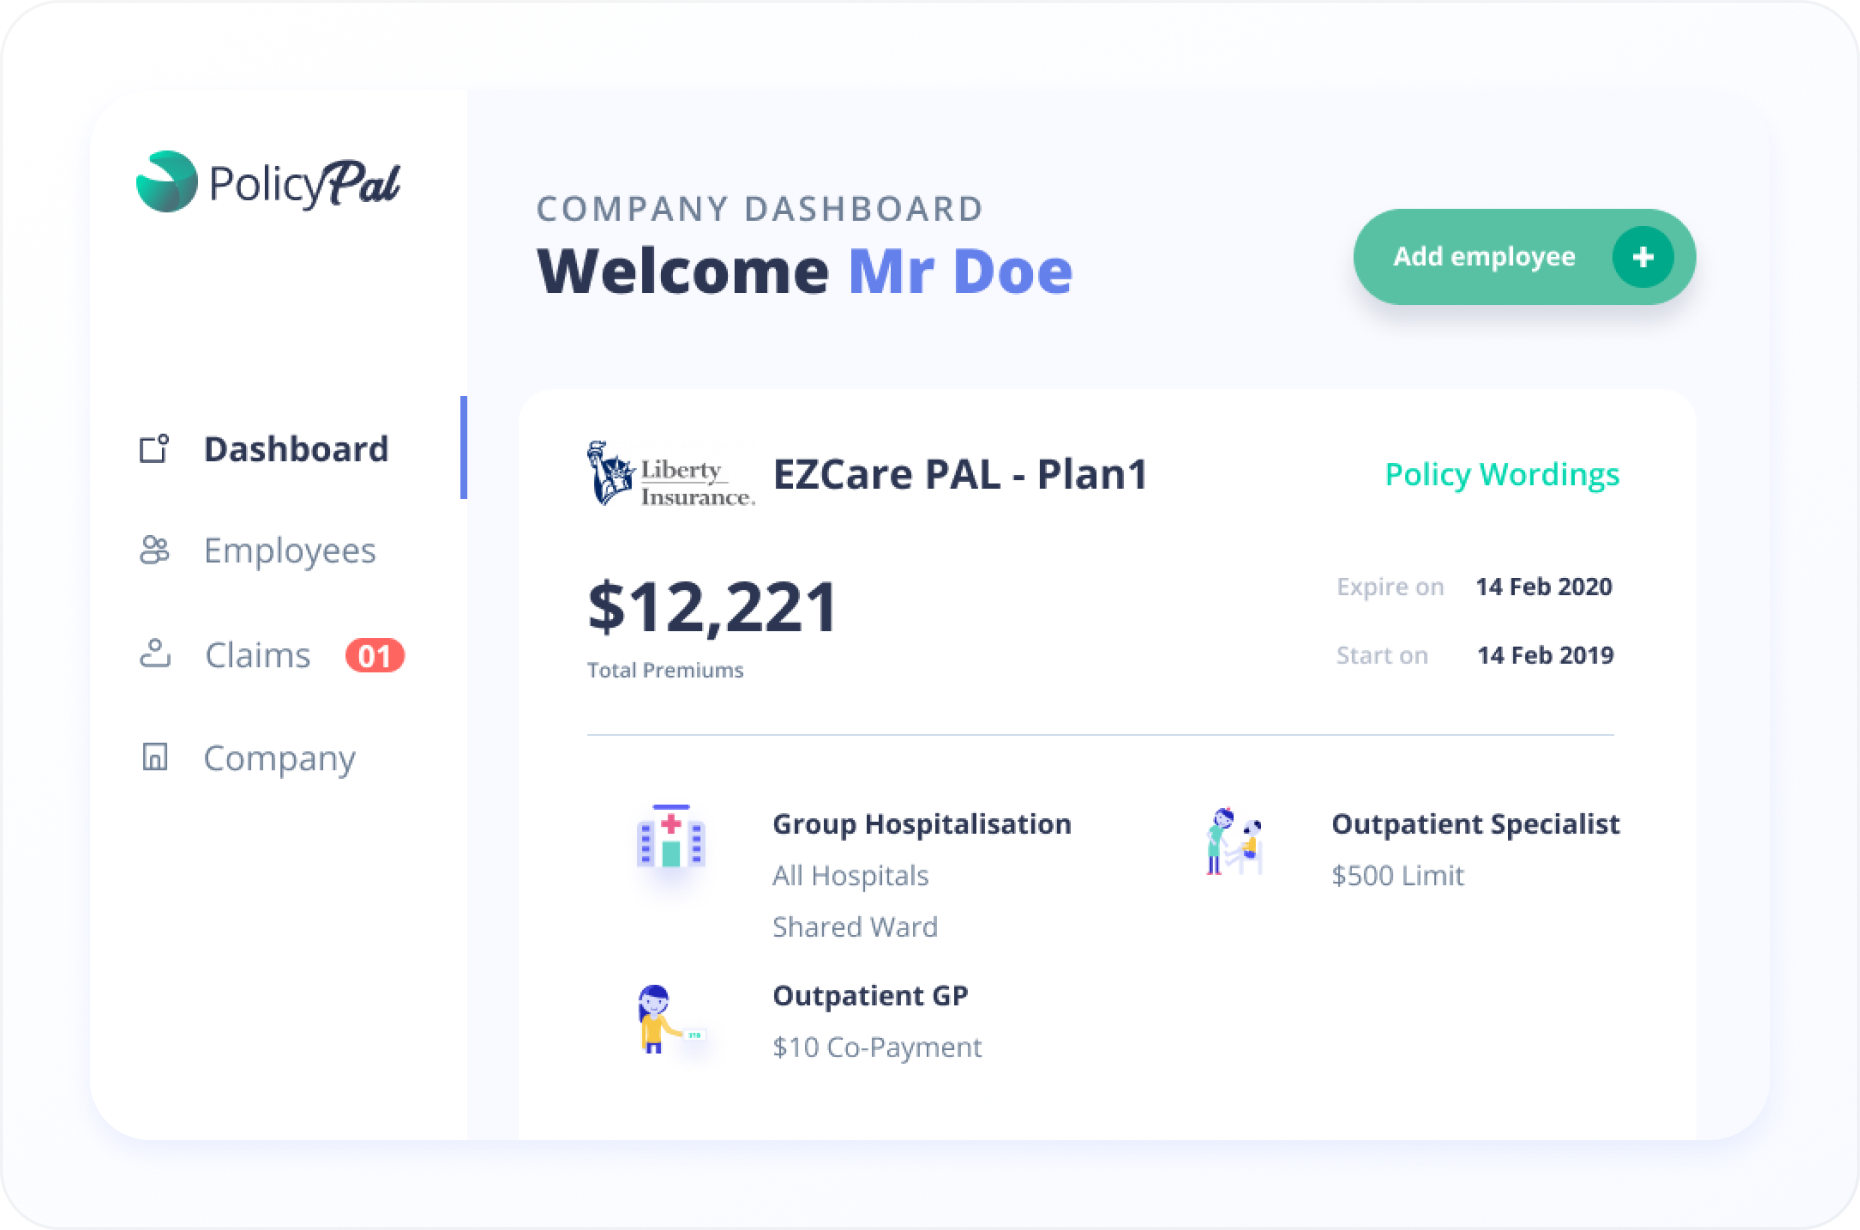 PolicyPal
Dashboard
Employees
Claims 01
Company
COMPANY DASHBOARD
Welcome Mr Doe
Add employee +
Liberty
Insurance.
EZCare PAL - Plan1
Policy Wordings
$12,221
Total Premiums
Expire on 14 Feb 2020
Start on 14 Feb 2019
Group Hospitalisation
All Hospitals
Shared Ward
Outpatient Specialist
$500 Limit
Outpatient GP
$10 Co-Payment